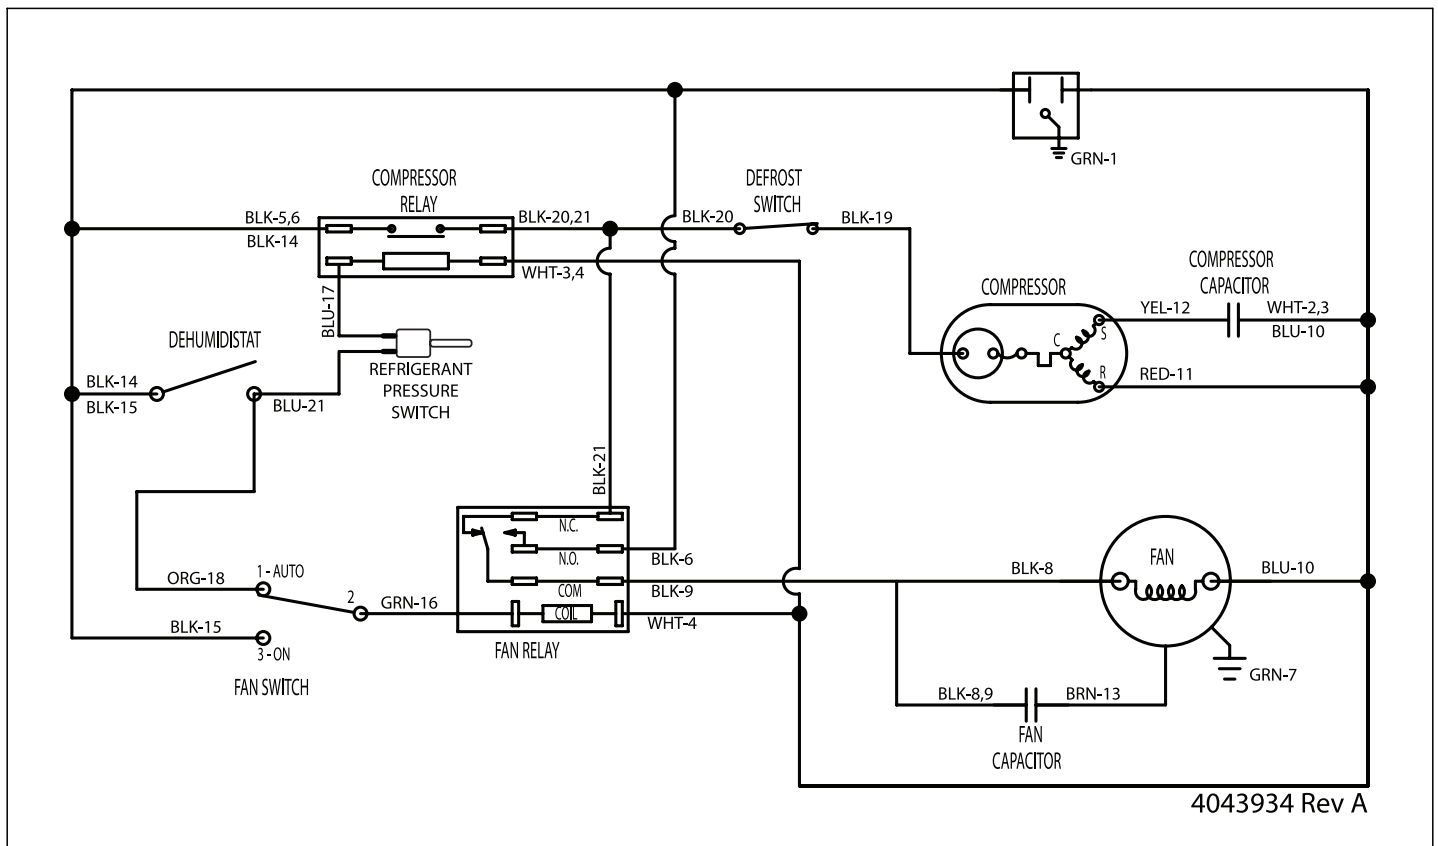 GRN-1
COMPRESSOR
RELAY
DEFROST
SWITCH
BLK-5,6
BLK-14
BLK-20,21
BLK-20
BLK-19
WHT-3,4
BLU-17
COMPRESSOR
COMPRESSOR
CAPACITOR
YEL-12
WHT-2,3
BLU-10
S
C
R
RED-11
DEHUMIDISTAT
REFRIGERANT
PRESSURE
SWITCH
BLK-14
BLK-15
BLU-21
BLK-21
N.C.
N.O.
COM
COIL
BLK-6
BLK-9
WHT-4
FAN RELAY
ORG-18
1 - AUTO
2
GRN-16
BLK-15
3 - ON
FAN SWITCH
BLK-8
FAN
BLU-10
GRN-7
BLK-8,9
BRN-13
FAN
CAPACITOR
4043934 Rev A